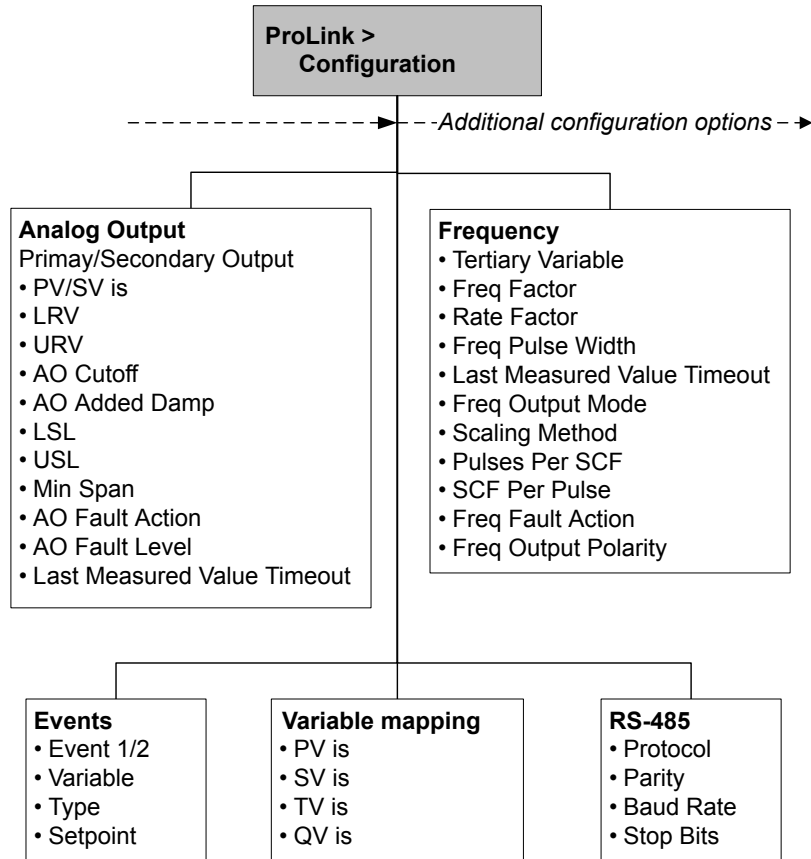 ProLink >
Configuration
Additional configuration options
Analog Output
Primay/Secondary Output
• PV/SV is
• LRV
• URV
• AO Cutoff
• AO Added Damp
• LSL
• USL
• Min Span
• AO Fault Action
• AO Fault Level
• Last Measured Value Timeout
Frequency
• Tertiary Variable
• Freq Factor
• Rate Factor
• Freq Pulse Width
• Last Measured Value Timeout
• Freq Output Mode
• Scaling Method
• Pulses Per SCF
• SCF Per Pulse
• Freq Fault Action
• Freq Output Polarity
Events
• Event 1/2
• Variable
• Type
• Setpoint
Variable mapping
• PV is
• SV is
• TV is
• QV is
RS-485
• Protocol
• Parity
• Baud Rate
• Stop Bits